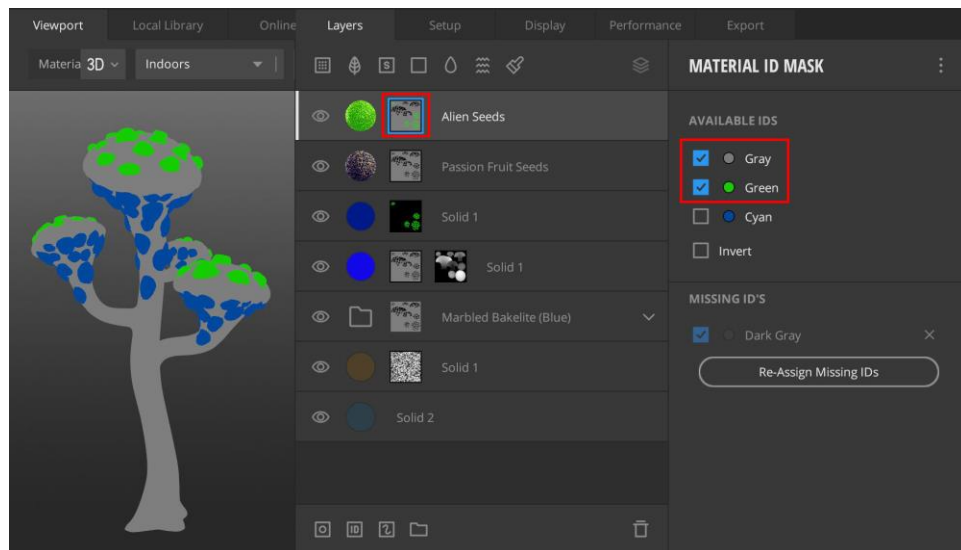 Viewport
Local Library
Online
Layers
Setup
Display
Performance
Export
Materia
3D
Indoors
S
MATERIAL ID MASK
AVAILABLE IDS
Gray
Green
Cyan
Invert
MISSING ID'S
Dark Gray
Re-Assign Missing IDs
Alien Seeds
Passion Fruit Seeds
Solid 1
Solid 1
Marbled Bakelite (Blue)
Solid 1
Solid 2
ID